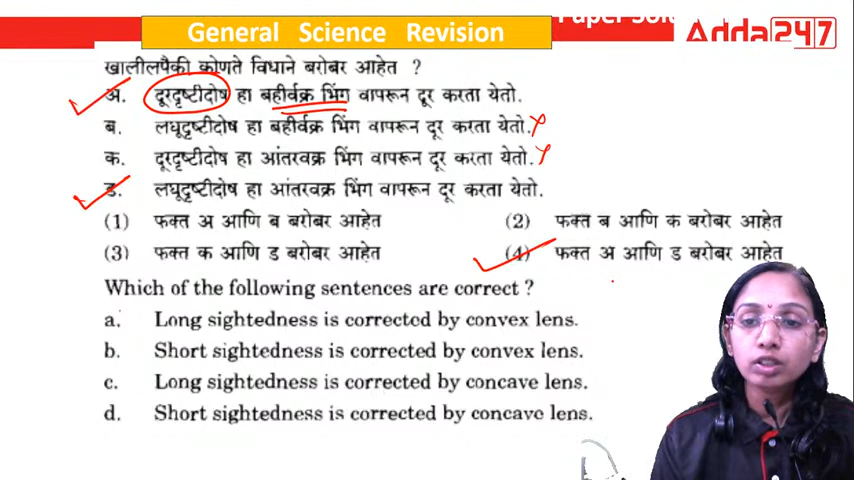 Paper Solution
General Science Revision
Adda247
खालीलपैकी कोणते विधाने बरोबर आहेत ?
अ. दूरदृष्टीदोष हा बहीर्वक्र भिंग वापरून दूर करता येतो.
ब. लघूदृष्टीदोष हा बहीर्वक्र भिंग वापरून दूर करता येतो.
क. दूरदृष्टीदोष हा आंतरवक्र भिंग वापरून दूर करता येतो.
ड. लघूदृष्टीदोष हा आंतरवक्र भिंग वापरून दूर करता येतो.
(1) फक्त अ आणि ब बरोबर आहेत (2) फक्त ब आणि क बरोबर आहेत
(3) फक्त क आणि ड बरोबर आहेत (4) फक्त अ आणि ड बरोबर आहेत
Which of the following sentences are correct ?
a. Long sightedness is corrected by convex lens.
b. Short sightedness is corrected by convex lens.
c. Long sightedness is corrected by concave lens.
d. Short sightedness is corrected by concave lens.